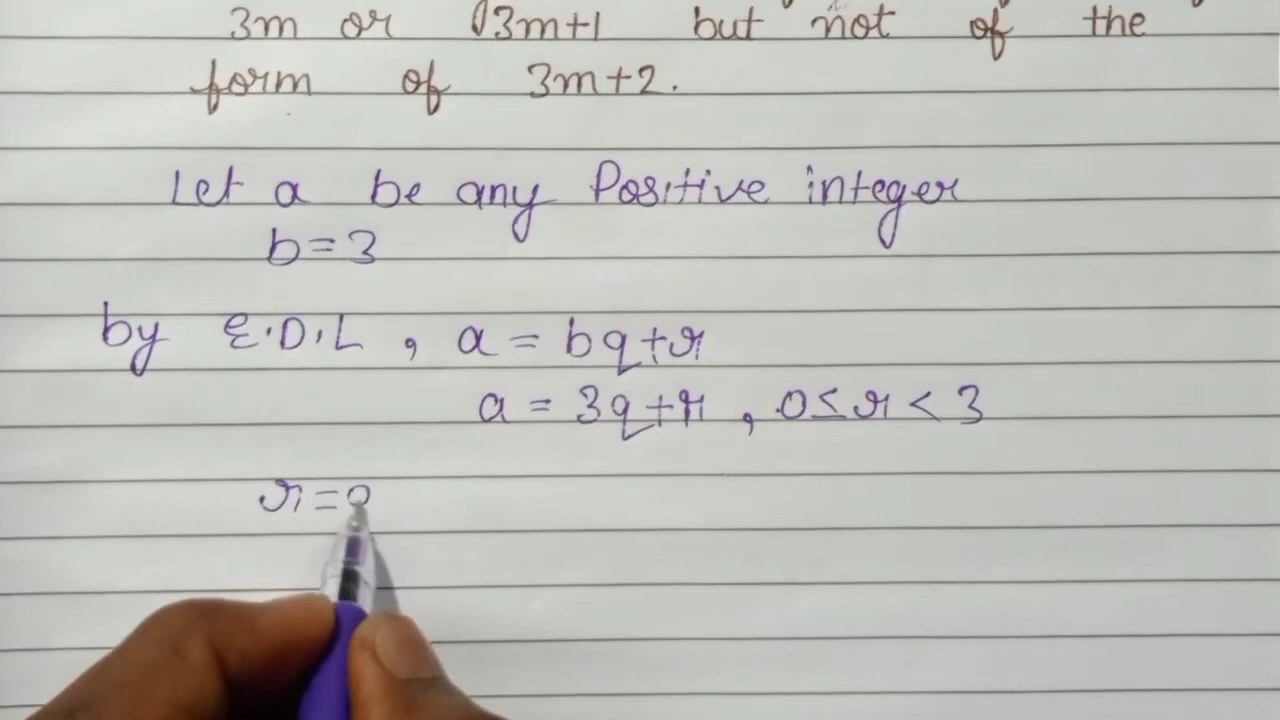 3m or 3m+1 but not of the
form of 3m+2.
Let a be any Positive integer
b=3
by E.D.L, a = bq+r
a = 3q+r, 0≤r<3
r=0